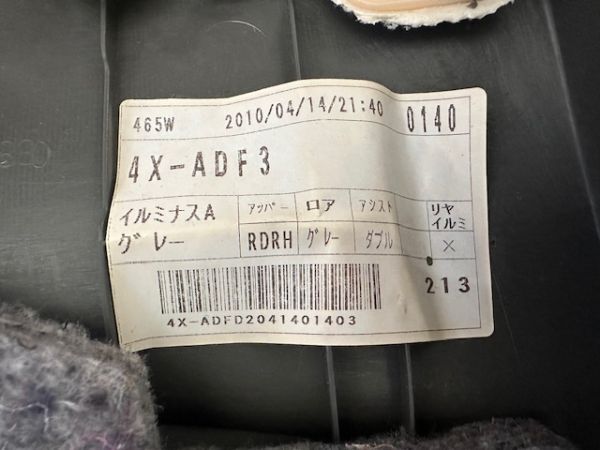 465W 2010/04/14/21:40 0140
4X-ADF3
イルミナスA アッパー ロア アシスト リヤイルミ
グレー RDRH グレー ダブル ×
213
4X-ADFD2041401403